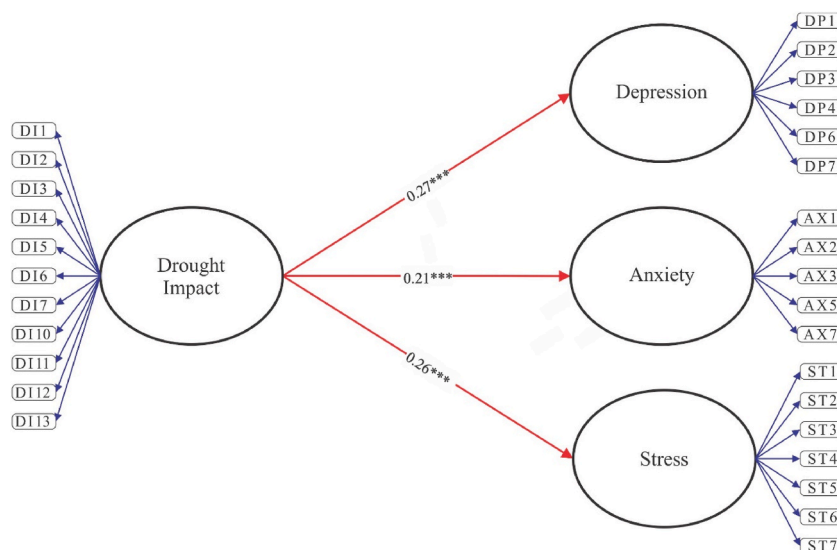 DI1
DI2
DI3
DI4
DI5
DI6
DI7
DI10
DI11
DI12
DI13
Drought
Impact
0.27***
0.21***
0.26***
Depression
Anxiety
Stress
DP1
DP2
DP3
DP4
DP6
DP7
AX1
AX2
AX3
AX5
AX7
ST1
ST2
ST3
ST4
ST5
ST6
ST7